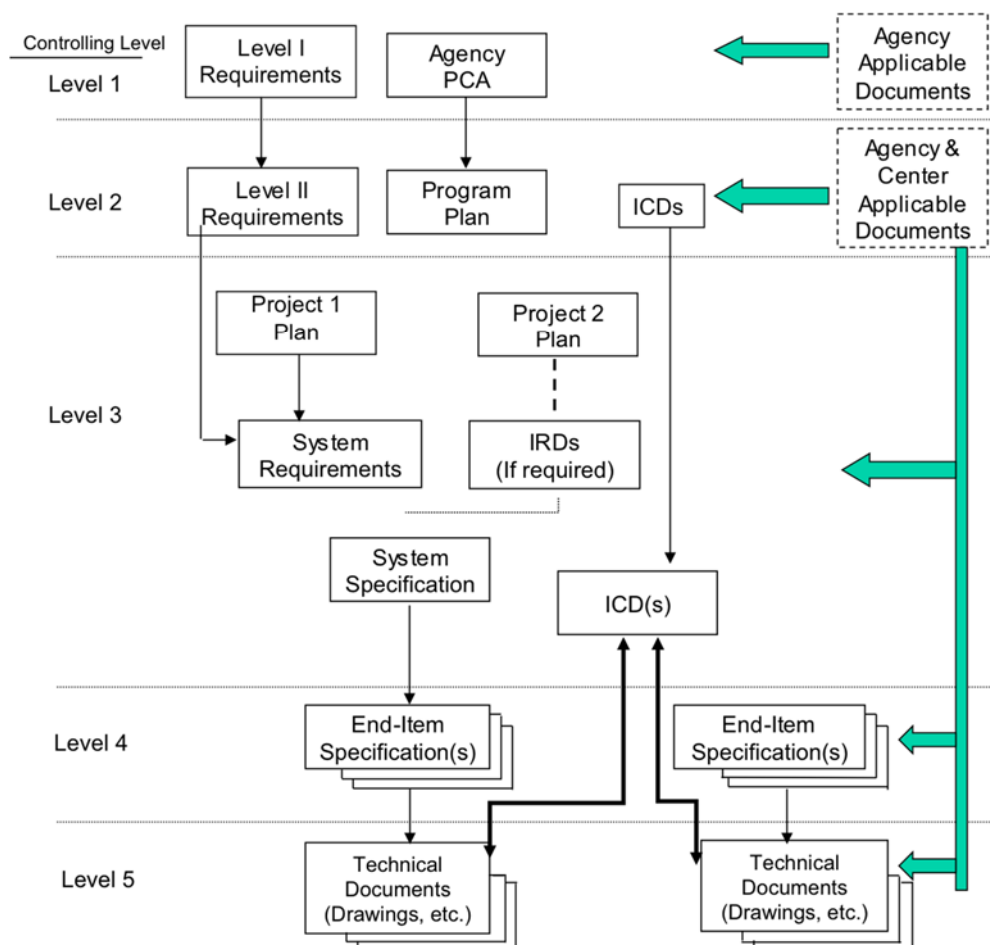 Controlling Level
Level 1
Level I
Requirements
Agency
PCA
Agency
Applicable
Documents
Level 2
Level II
Requirements
Program
Plan
ICDs
Agency &
Center
Applicable
Documents
Level 3
Project 1
Plan
Project 2
Plan
System
Requirements
IRDs
(If required)
System
Specification
ICD(s)
Level 4
End-Item
Specification(s)
End-Item
Specification(s)
Level 5
Technical
Documents
(Drawings, etc.)
Technical
Documents
(Drawings, etc.)